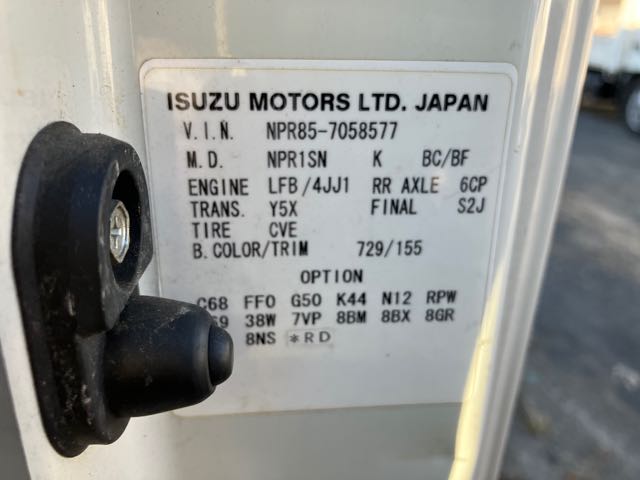 ISUZU MOTORS LTD. JAPAN
V.I.N. NPR85-7058577
M.D. NPR1SN K BC/BF
ENGINE LFB/4JJ1 RR AXLE 6CP
TRANS. Y5X FINAL S2J
TIRE CVE
B.COLOR/TRIM 729/155
OPTION
C68 FF0 G50 K44 N12 RPW
38W 7VP 8BM 8BX 8GR
8NS *RD